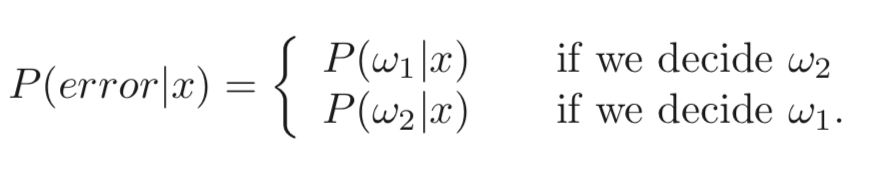 P(error|x) = { P(ω₁|x) if we decide ω₂
P(ω₂|x) if we decide ω₁.